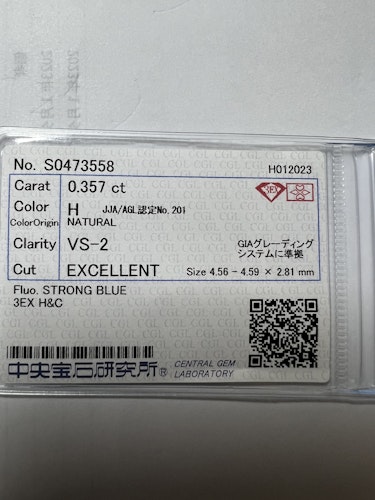 No. S0473558
H012023
Carat 0.357 ct
3EX
Color H JJA/AGL認定No.201
ColorOrigin NATURAL
Clarity VS-2
GIAグレーディング
システムに準拠
Cut EXCELLENT
Size 4.56 - 4.59 × 2.81 mm
Fluo. STRONG BLUE
3EX H&C
中央宝石研究所®
CENTRAL GEM
LABORATORY